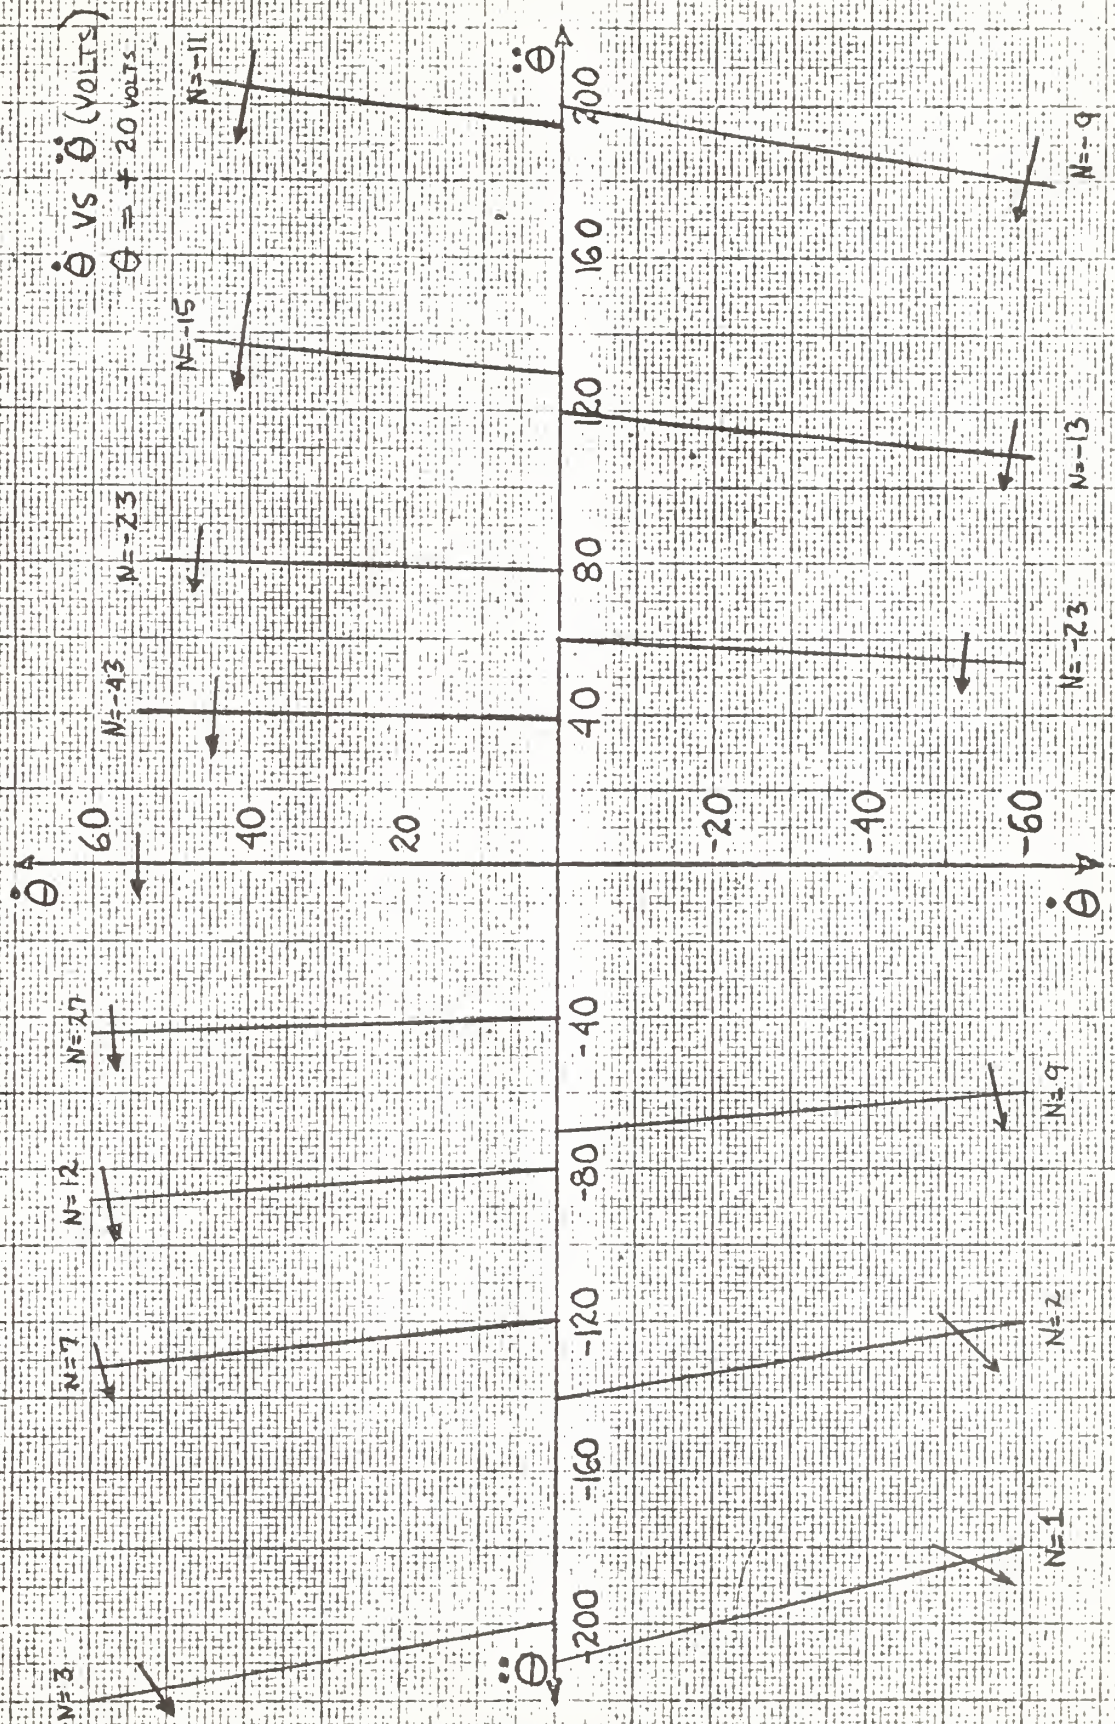 θ̇ VS θ̈ (VOLTS)
θ = + 20 VOLTS
N=-11
N=-15
N=-23
N=-43
N=27
N=12
N=7
N=3
θ̇
60
40
20
-20
-40
-60
θ̇
θ̈
200
160
120
80
40
-40
-80
-120
-160
-200
θ̈
N=-9
N=-13
N=-23
N=9
N=2
N=1